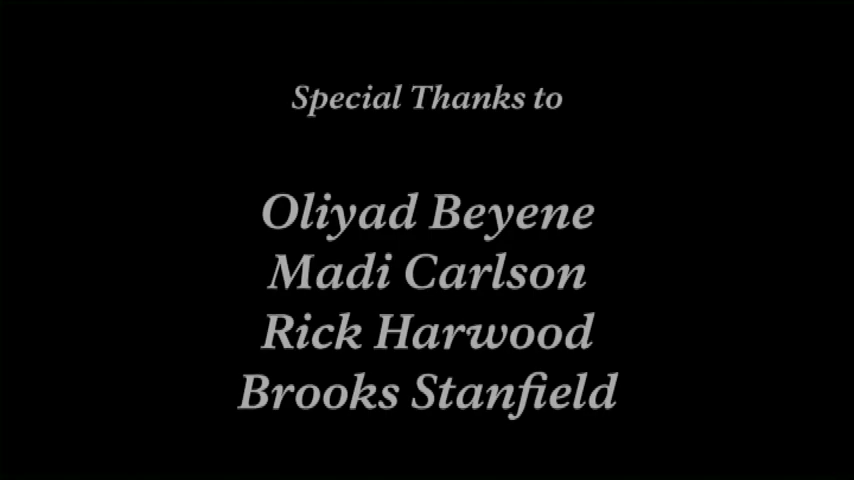 Special Thanks to
Oliyad Beyene
Madi Carlson
Rick Harwood
Brooks Stanfield